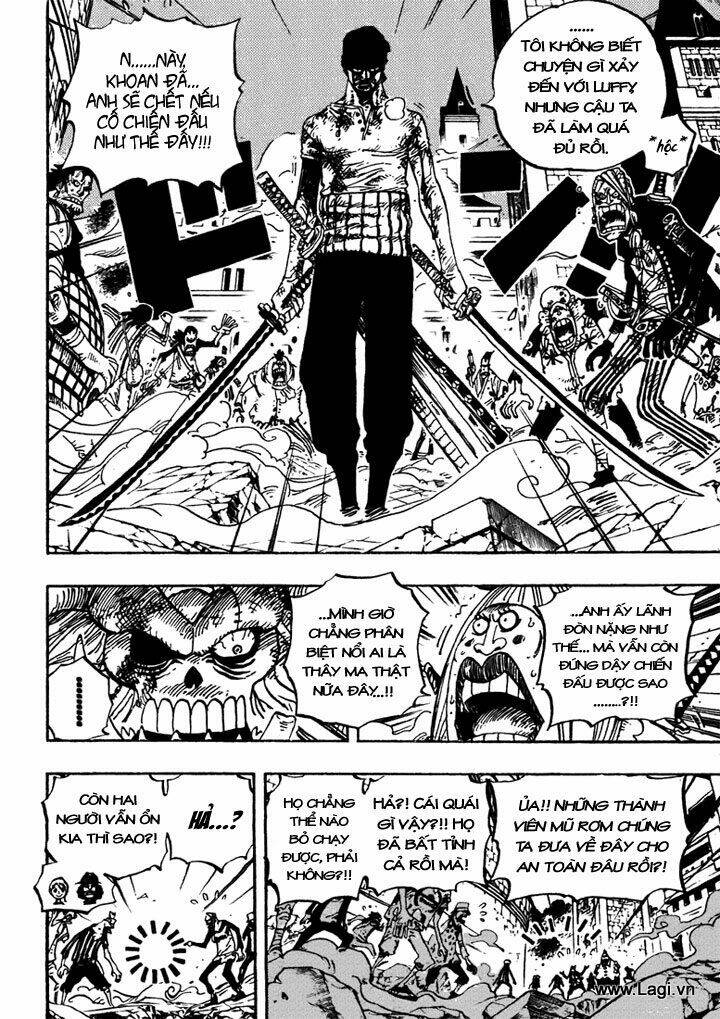 ......
TÔI KHÔNG BIẾT
CHUYỆN GÌ XẢY
ĐẾN VỚI LUFFY,
NHƯNG CẬU TA
ĐÃ LÀM QUÁ
ĐỦ RỒI.
*hộc*
N......NÀY,
KHOAN ĐÃ...
ANH SẼ CHẾT NẾU
CỐ CHIẾN ĐẤU
NHƯ THẾ ĐẤY!!!
...ANH ẤY LÃNH
ĐÒN NẶNG NHƯ
THẾ... MÀ VẪN CÒN
ĐỨNG DẬY CHIẾN
ĐẤU ĐƯỢC SAO
........?!!
...MÌNH GIỜ
CHẲNG PHÂN
BIỆT NỔI AI LÀ
THÂY MA THẬT
NỮA ĐÂY...!!
.........
ỦA!! NHỮNG THÀNH
VIÊN MŨ RƠM CHÚNG
TA ĐƯA VỀ ĐÂY CHO
AN TOÀN ĐÂU RỒI?!
HẢ?! CÁI QUÁI
GÌ VẬY?!! HỌ
ĐÃ BẤT TỈNH
CẢ RỒI MÀ!
HỌ CHẲNG
THỂ NÀO
BỎ CHẠY
ĐƯỢC, PHẢI
KHÔNG?!!
HẢ....?
CÒN HAI
NGƯỜI VẪN ỔN
KIA THÌ SAO?!
www.Lagi.vn